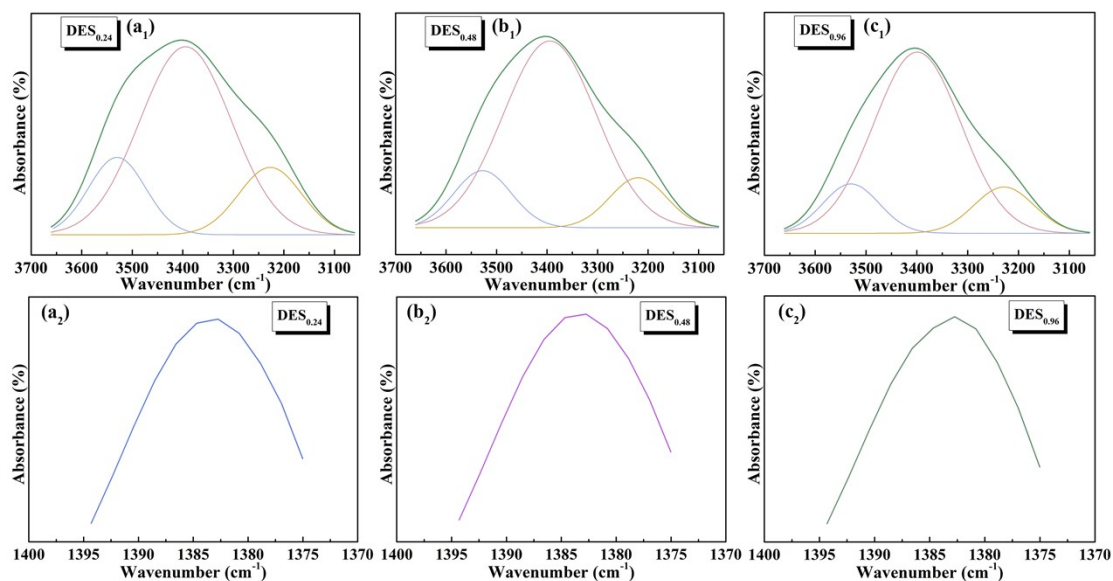 DES0.24 (a1)
Absorbance (%)
3700 3600 3500 3400 3300 3200 3100
Wavenumber (cm-1)
DES0.48 (b1)
Absorbance (%)
3700 3600 3500 3400 3300 3200 3100
Wavenumber (cm-1)
DES0.96 (c1)
Absorbance (%)
3700 3600 3500 3400 3300 3200 3100
Wavenumber (cm-1)
(a2) DES0.24
Absorbance (%)
1400 1395 1390 1385 1380 1375 1370
Wavenumber (cm-1)
(b2) DES0.48
Absorbance (%)
1400 1395 1390 1385 1380 1375 1370
Wavenumber (cm-1)
(c2) DES0.96
Absorbance (%)
1400 1395 1390 1385 1380 1375 1370
Wavenumber (cm-1)